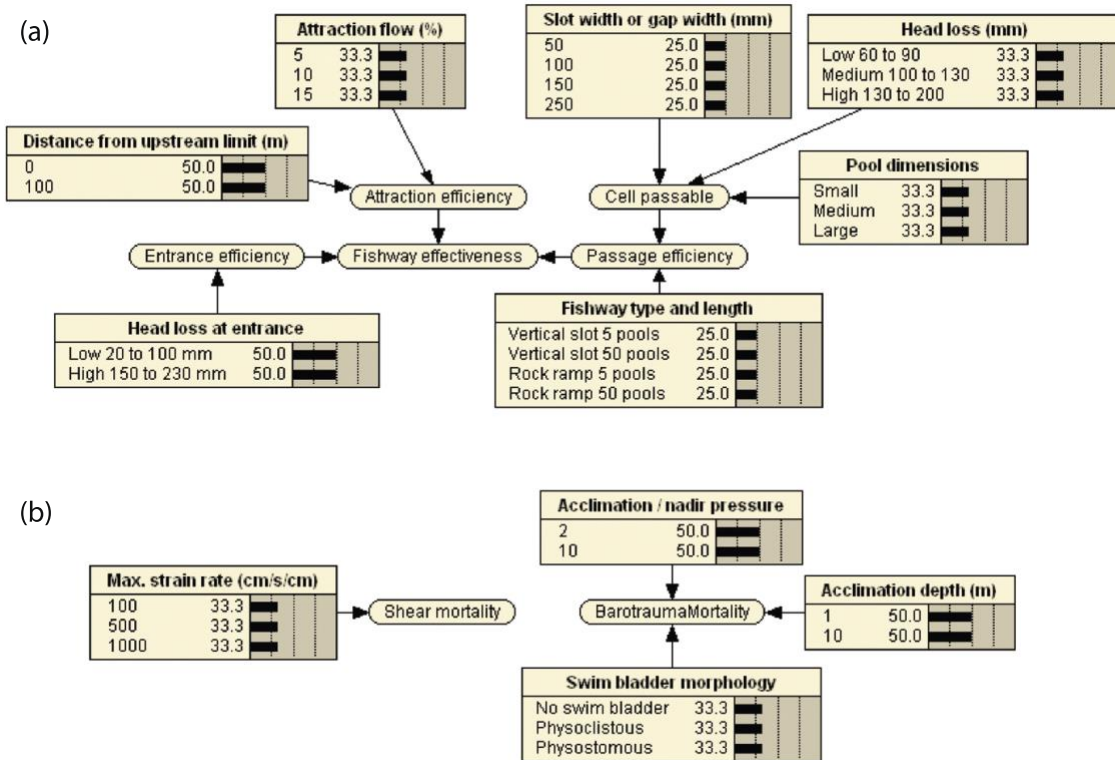 (a)
Attraction flow (%)
5 33.3
10 33.3
15 33.3
Slot width or gap width (mm)
50 25.0
100 25.0
150 25.0
250 25.0
Head loss (mm)
Low 60 to 90 33.3
Medium 100 to 130 33.3
High 130 to 200 33.3
Distance from upstream limit (m)
0 50.0
100 50.0
Pool dimensions
Small 33.3
Medium 33.3
Large 33.3
Attraction efficiency
Cell passable
Entrance efficiency
Fishway effectiveness
Passage efficiency
Head loss at entrance
Low 20 to 100 mm 50.0
High 150 to 230 mm 50.0
Fishway type and length
Vertical slot 5 pools 25.0
Vertical slot 50 pools 25.0
Rock ramp 5 pools 25.0
Rock ramp 50 pools 25.0
(b)
Acclimation / nadir pressure
2 50.0
10 50.0
Max. strain rate (cm/s/cm)
100 33.3
500 33.3
1000 33.3
Shear mortality
BarotraumaMortality
Acclimation depth (m)
1 50.0
10 50.0
Swim bladder morphology
No swim bladder 33.3
Physoclistous 33.3
Physostomous 33.3